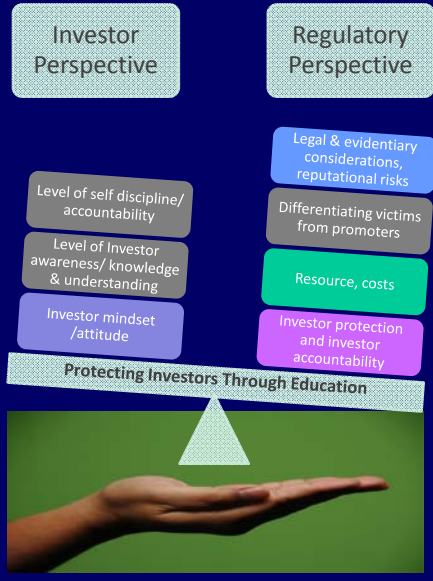 Investor
Perspective
Regulatory
Perspective
Level of self discipline/
accountability
Level of Investor
awareness/ knowledge
& understanding
Investor mindset
/attitude
Legal & evidentiary
considerations,
reputational risks
Differentiating victims
from promoters
Resource, costs
Investor protection
and investor
accountability
Protecting Investors Through Education